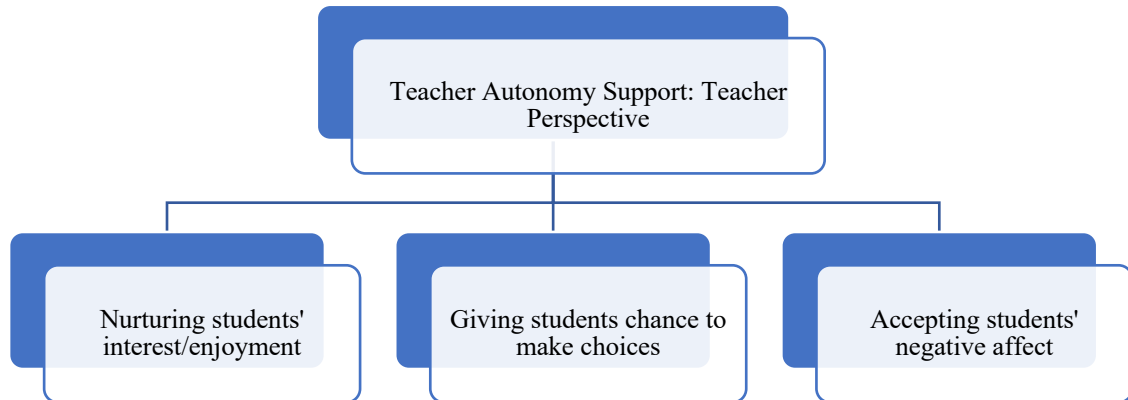 Teacher Autonomy Support: Teacher
Perspective
Nurturing students'
interest/enjoyment
Giving students chance to
make choices
Accepting students'
negative affect